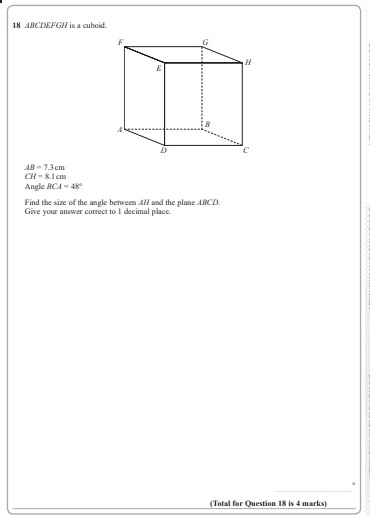 18 ABCDEFGH is a cuboid.
F
G
E
H
A
B
D
C
AB = 7.3 cm
CH = 8.1 cm
Angle BCA = 48°
Find the size of the angle between AH and the plane ABCD.
Give your answer correct to 1 decimal place.
°
(Total for Question 18 is 4 marks)